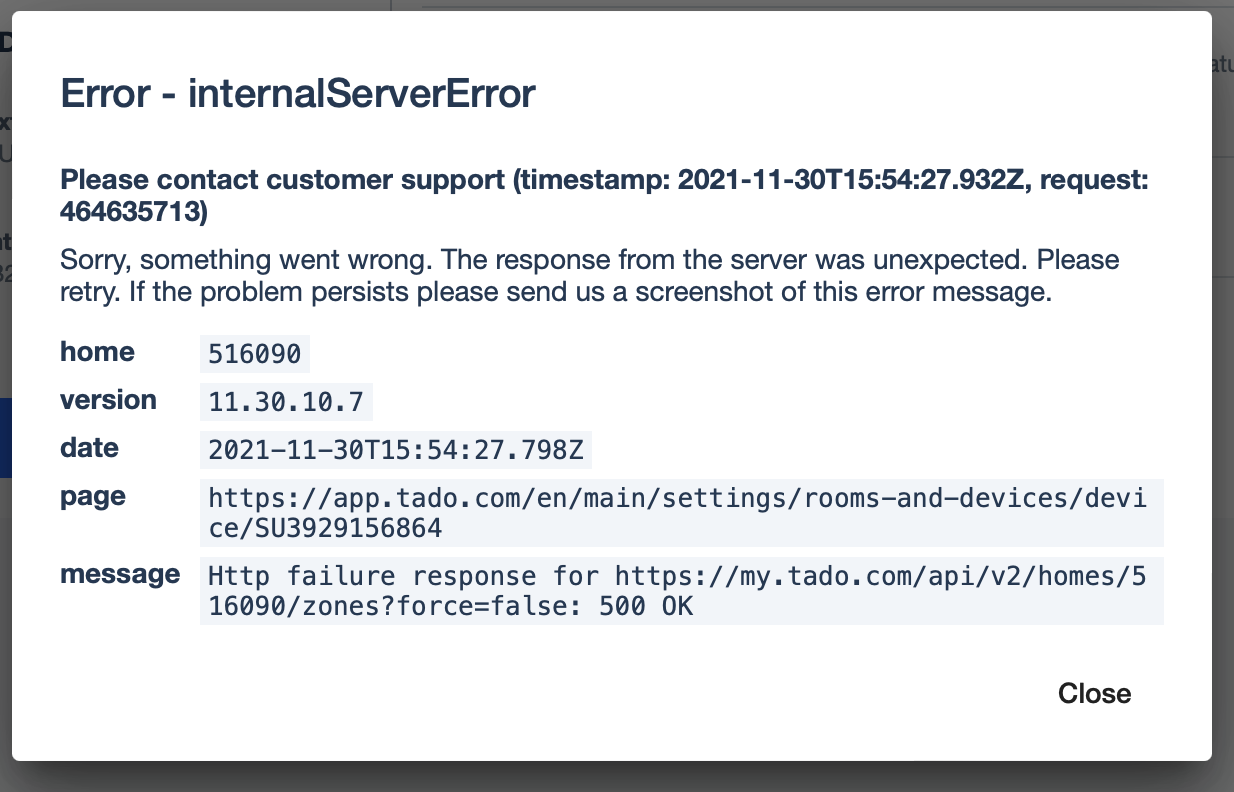 Error - internalServerError
Please contact customer support (timestamp: 2021-11-30T15:54:27.932Z, request:
464635713)
Sorry, something went wrong. The response from the server was unexpected. Please
retry. If the problem persists please send us a screenshot of this error message.
home 516090
version 11.30.10.7
date 2021-11-30T15:54:27.798Z
page https://app.tado.com/en/main/settings/rooms-and-devices/devi
ce/SU3929156864
message Http failure response for https://my.tado.com/api/v2/homes/5
16090/zones?force=false: 500 OK
Close